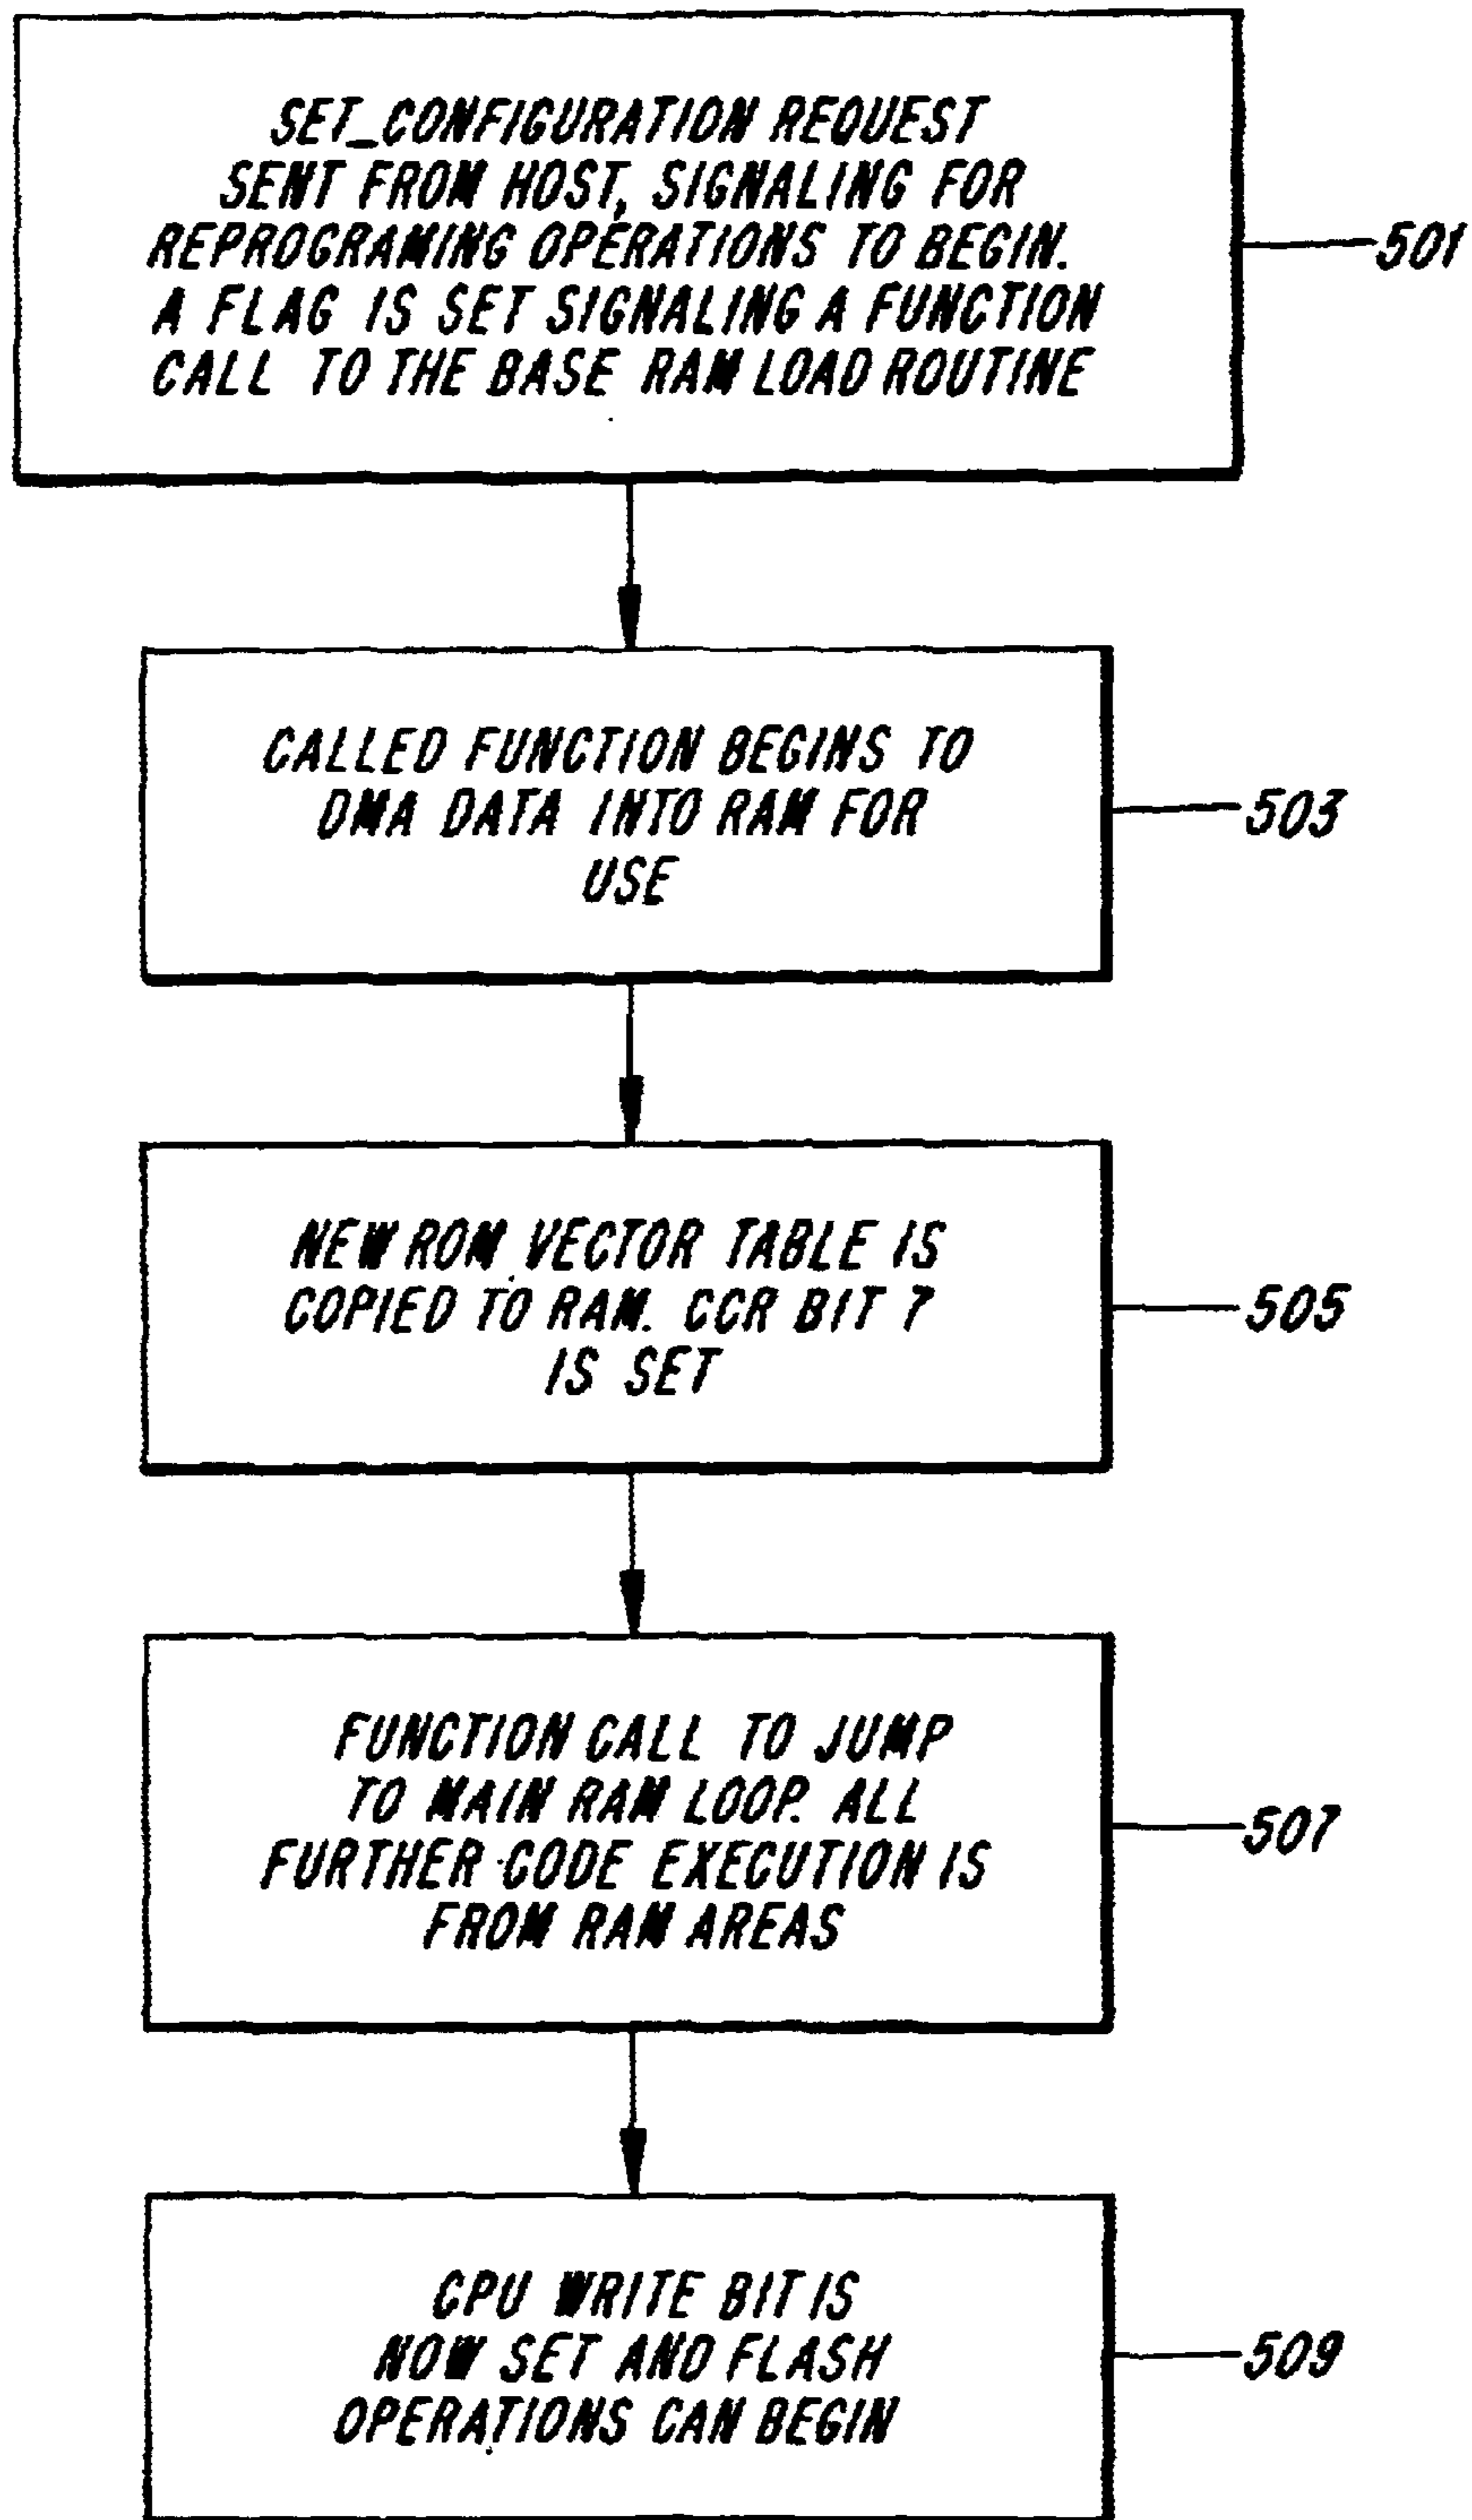 SET_CONFIGURATION REQUEST
SENT FROM HOST, SIGNALING FOR
REPROGRAMING OPERATIONS TO BEGIN.
A FLAG IS SET SIGNALING A FUNCTION
CALL TO THE BASE RAM LOAD ROUTINE
501
CALLED FUNCTION BEGINS TO
DMA DATA INTO RAM FOR
USE
503
NEW ROM VECTOR TABLE IS
COPIED TO RAM. CCR BIT 7
IS SET
505
FUNCTION CALL TO JUMP
TO MAIN RAM LOOP. ALL
FURTHER CODE EXECUTION IS
FROM RAM AREAS
507
CPU WRITE BIT IS
NOW SET AND FLASH
OPERATIONS CAN BEGIN
509